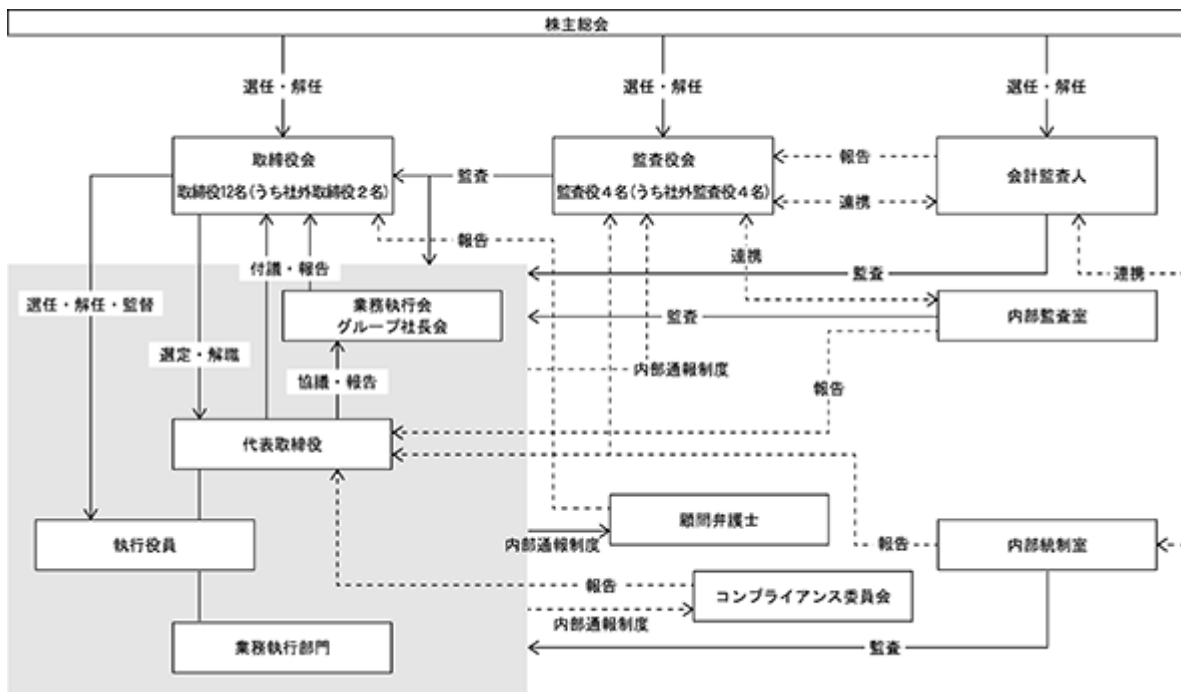 株主総会
選任・解任
選任・解任
選任・解任
取締役会
取締役12名(うち社外取締役2名)
監査
監査役会
監査役4名(うち社外監査役4名)
報告
連携
会計監査人
報告
連携
監査
連携
付議・報告
選任・解任・監督
業務執行会
グループ社長会
監査
内部監査室
選定・解職
協議・報告
内部通報制度
報告
代表取締役
顧問弁護士
執行役員
内部通報制度
報告
内部統制室
報告
コンプライアンス委員会
内部通報制度
業務執行部門
監査